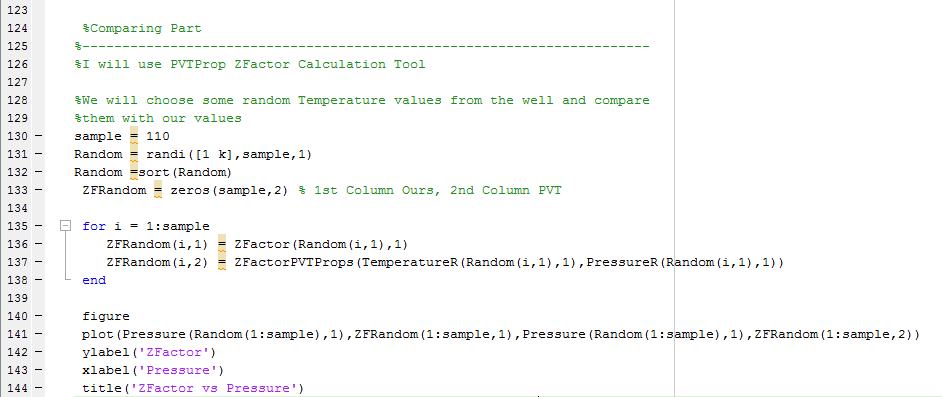 123
124 %Comparing Part
125 %-----------------------------------------------------------------------
126 %I will use PVTProp ZFactor Calculation Tool
127
128 %We will choose some random Temperature values from the well and compare
129 %them with our values
130 - sample = 110
131 - Random = randi([1 k],sample,1)
132 - Random =sort(Random)
133 - ZFRandom = zeros(sample,2) % 1st Column Ours, 2nd Column PVT
134
135 - for i = 1:sample
136 - ZFRandom(i,1) = ZFactor(Random(i,1),1)
137 - ZFRandom(i,2) = ZFactorPVTProps(TemperatureR(Random(i,1),1),PressureR(Random(i,1),1))
138 - end
139
140 - figure
141 - plot(Pressure(Random(1:sample),1),ZFRandom(1:sample,1),Pressure(Random(1:sample),1),ZFRandom(1:sample,2))
142 - ylabel('ZFactor')
143 - xlabel('Pressure')
144 - title('ZFactor vs Pressure')